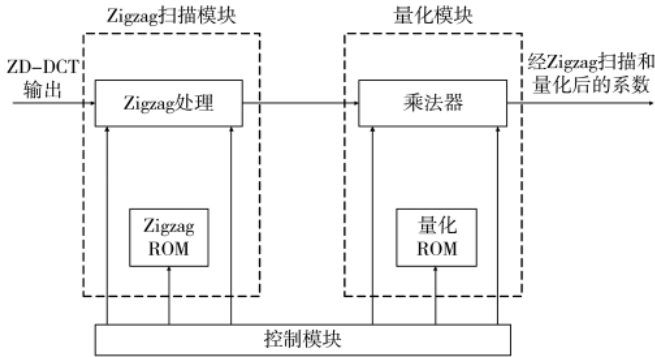 Zigzag扫描模块
量化模块
ZD-DCT
输出
Zigzag处理
乘法器
经Zigzag扫描和
量化后的系数
Zigzag
ROM
量化
ROM
控制模块